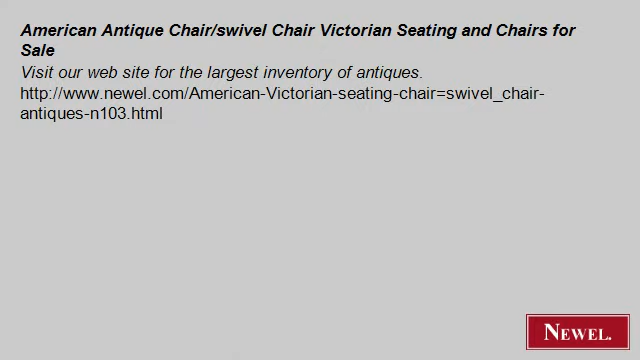 American Antique Chair/swivel Chair Victorian Seating and Chairs for
Sale
Visit our web site for the largest inventory of antiques.
http://www.newel.com/American-Victorian-seating-chair=swivel_chair-
antiques-n103.html
NEWEL.